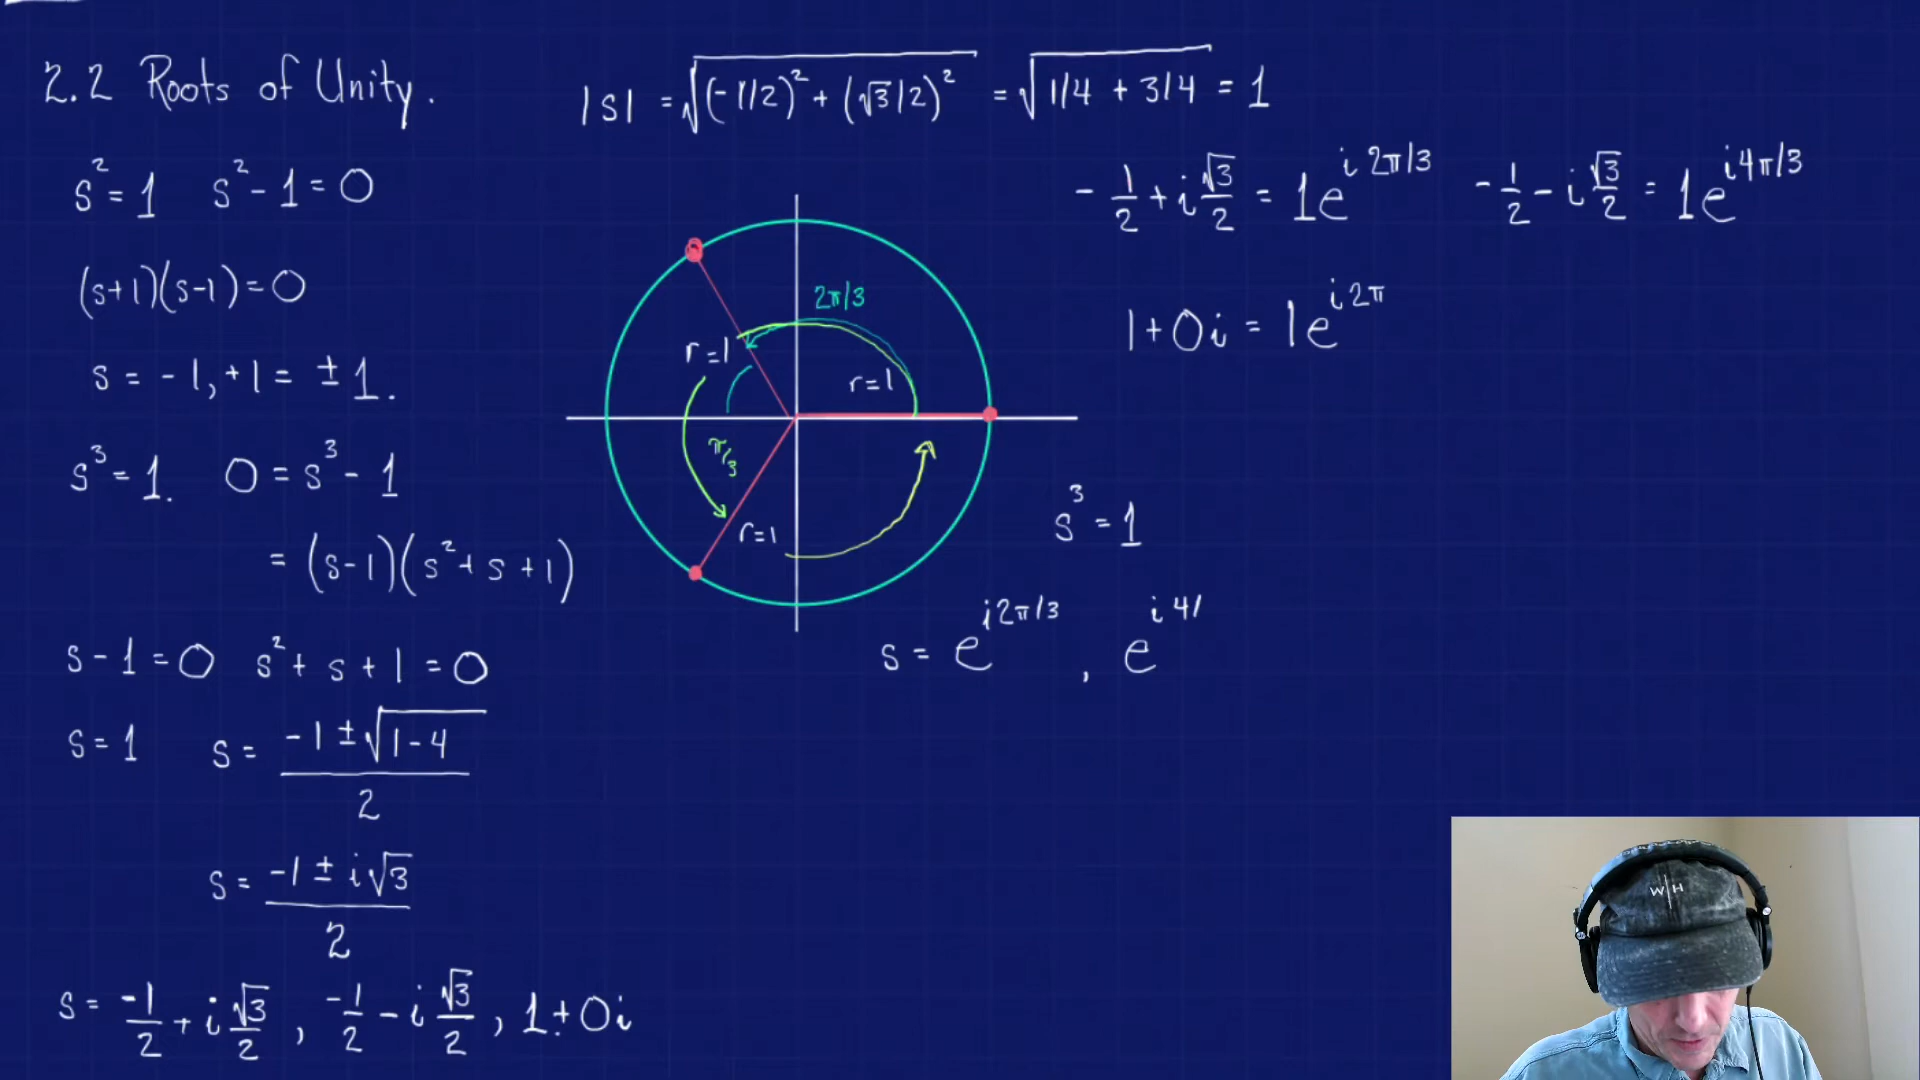 2.2 Roots of Unity.
s² = 1 s² - 1 = 0
(s+1)(s-1) = 0
s = -1, +1 = ± 1.
s³ = 1. 0 = s³ - 1
= (s-1)(s² + s + 1)
s - 1 = 0 s² + s + 1 = 0
s = 1 s = (-1 ± √(1-4))/2
s = (-1 ± i√3)/2
s = -1/2 + i √3/2 , -1/2 - i √3/2 , 1 + 0i
|s| = √((-1/2)² + (√3/2)²) = √(1/4 + 3/4) = 1
-1/2 + i √3/2 = 1e^(i 2π/3) -1/2 - i √3/2 = 1e^(i4π/3)
1 + 0i = 1e^(i2π)
2π/3
r=1
r=1
π/3
r=1
s³ = 1
s = e^(i2π/3) , e^(i 4/
W|H